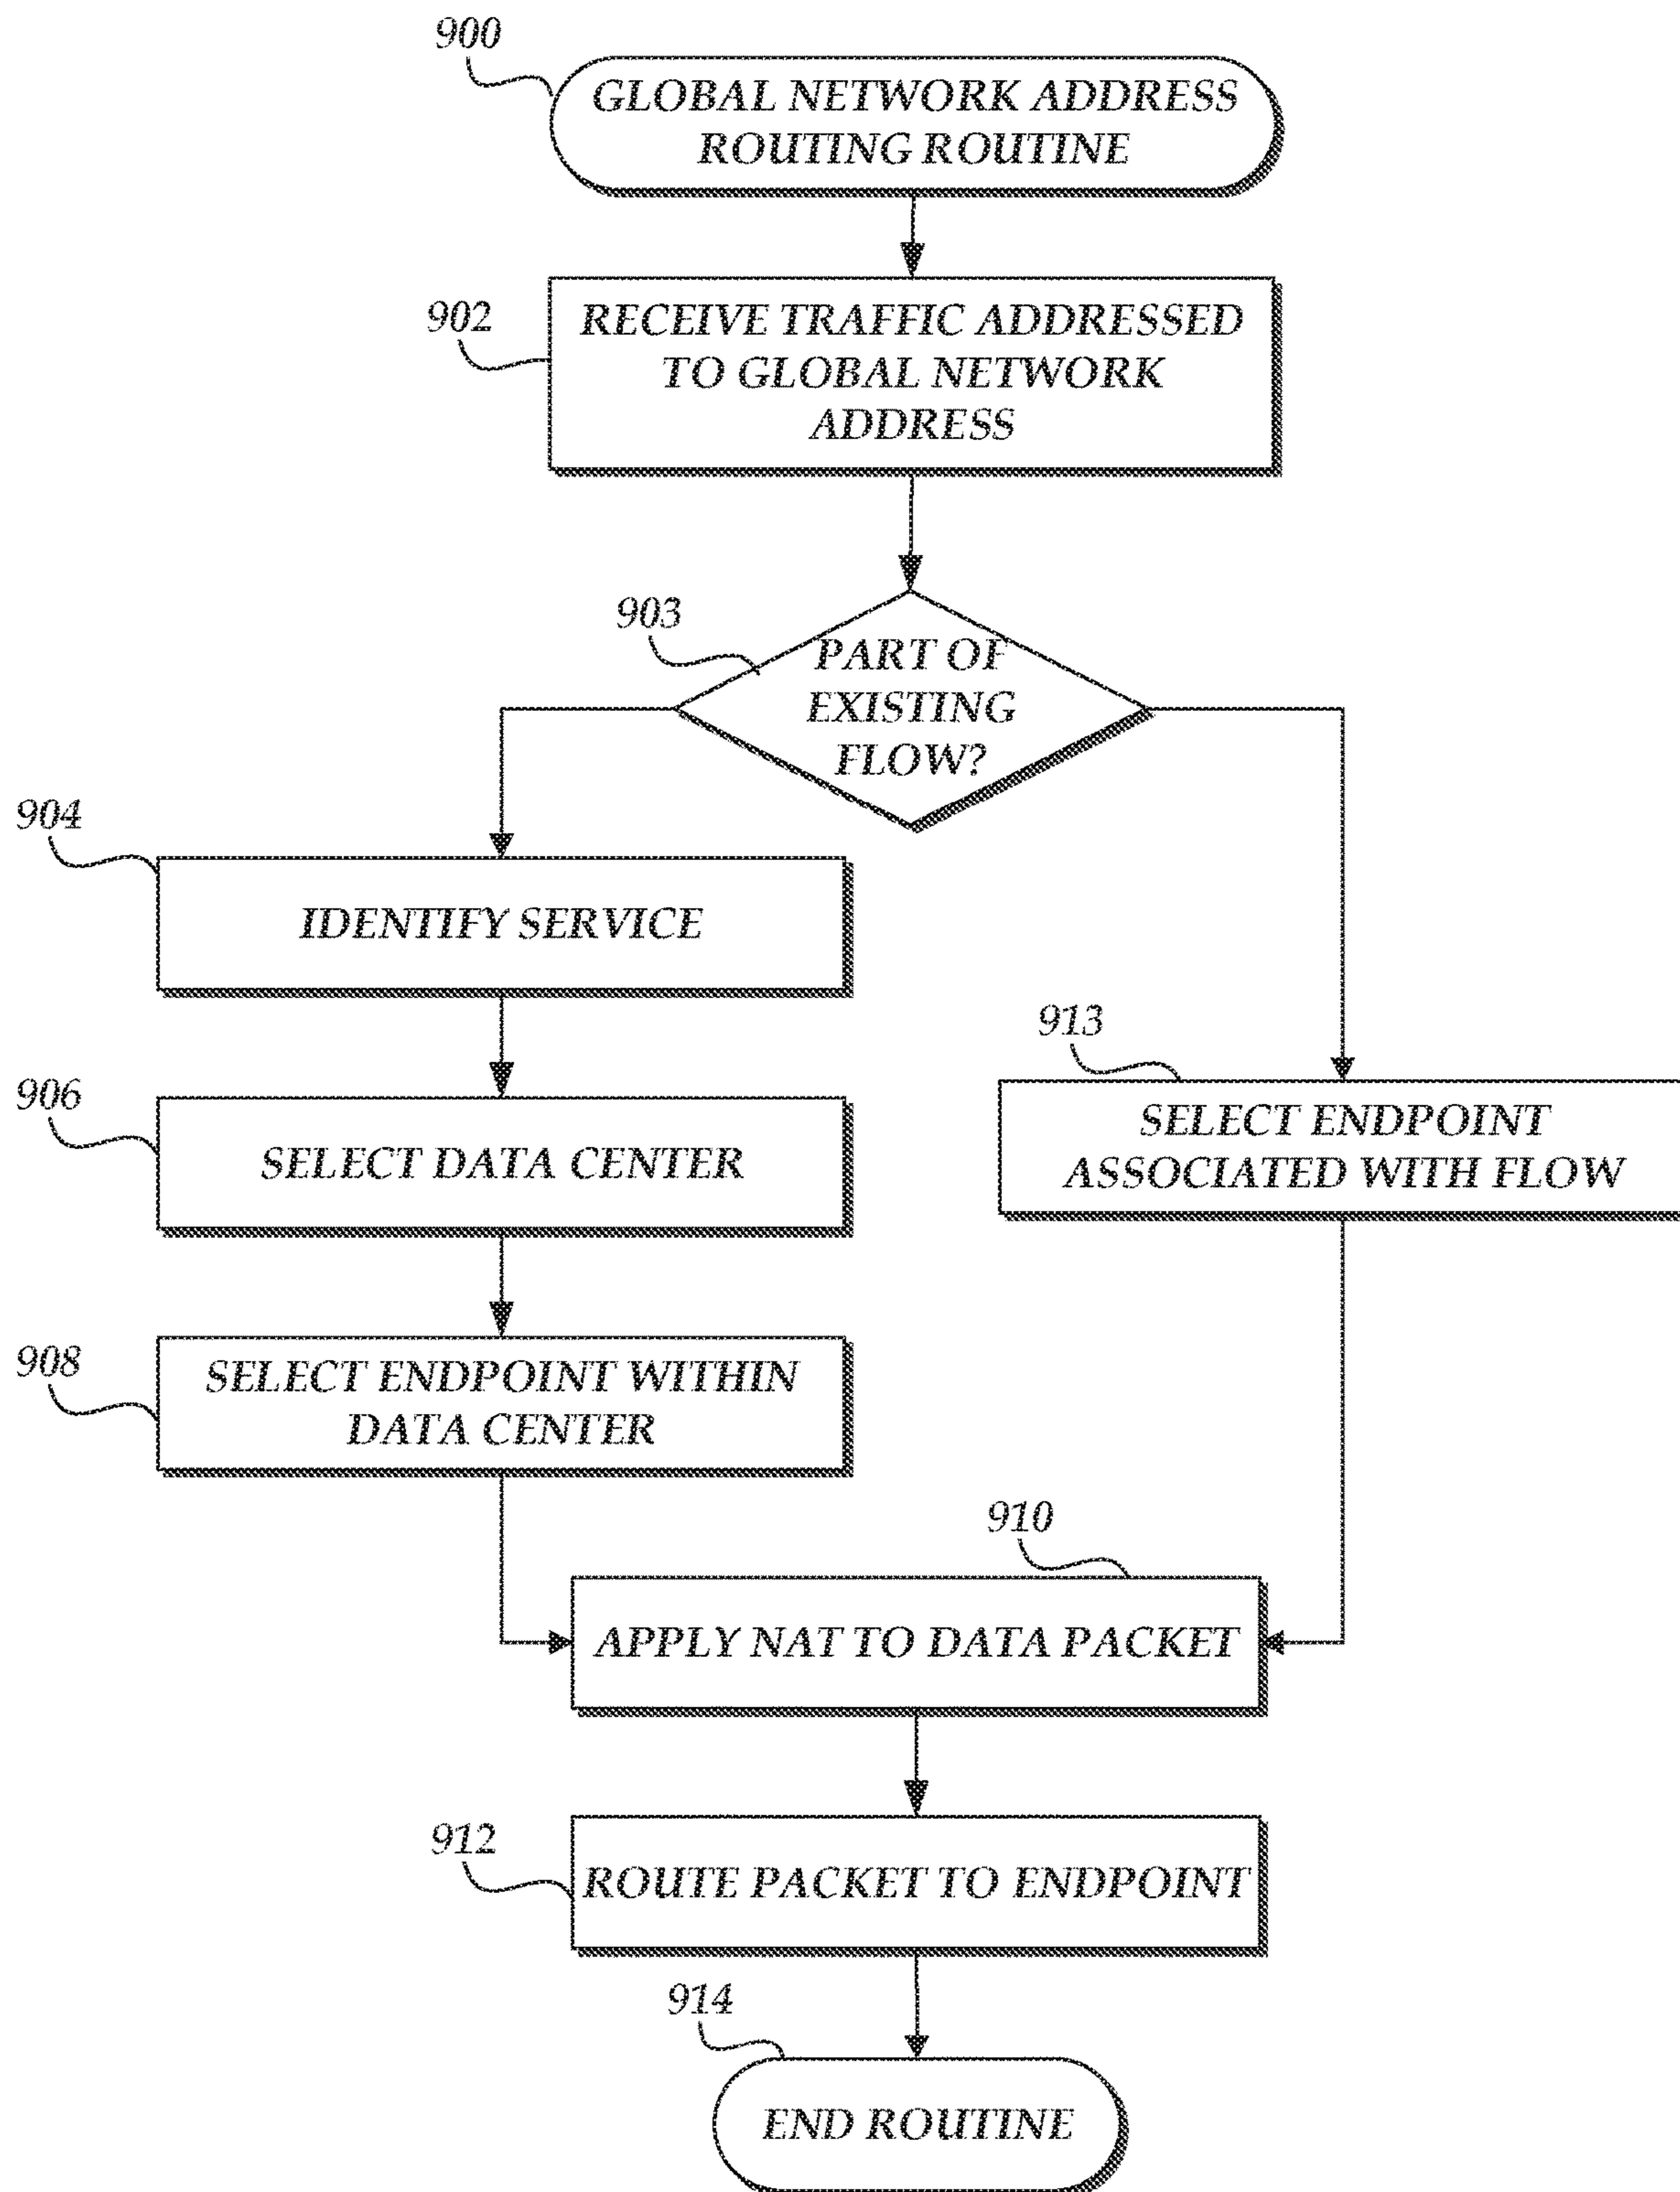 900
GLOBAL NETWORK ADDRESS
ROUTING ROUTINE
902
RECEIVE TRAFFIC ADDRESSED
TO GLOBAL NETWORK
ADDRESS
903
PART OF
EXISTING
FLOW?
904
IDENTIFY SERVICE
906
SELECT DATA CENTER
908
SELECT ENDPOINT WITHIN
DATA CENTER
913
SELECT ENDPOINT
ASSOCIATED WITH FLOW
910
APPLY NAT TO DATA PACKET
912
ROUTE PACKET TO ENDPOINT
914
END ROUTINE